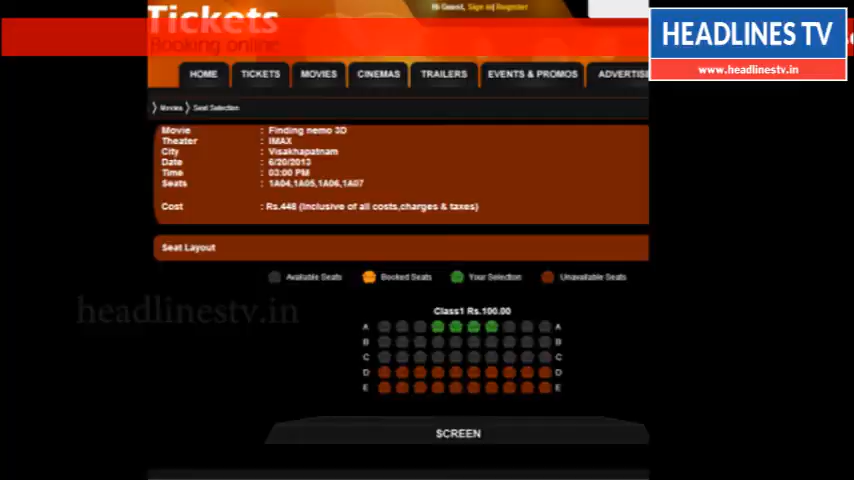 Tickets
Booking online
Hi Guest, Sign in| Register
HEADLINES TV
www.headlinestv.in
HOME TICKETS MOVIES CINEMAS TRAILERS EVENTS & PROMOS ADVERTISE
Movies Seat Selection
Movie : Finding nemo 3D
Theater : IMAX
City : Visakhapatnam
Date : 6/20/2013
Time : 03:00 PM
Seats : 1A04,1A05,1A06,1A07
Cost : Rs.448 (Inclusive of all costs,charges & taxes)
Seat Layout
Available Seats Booked Seats Your Selection Unavailable Seats
headlinestv.in
Class1 Rs.100.00
A A
B B
C C
D D
E E
SCREEN